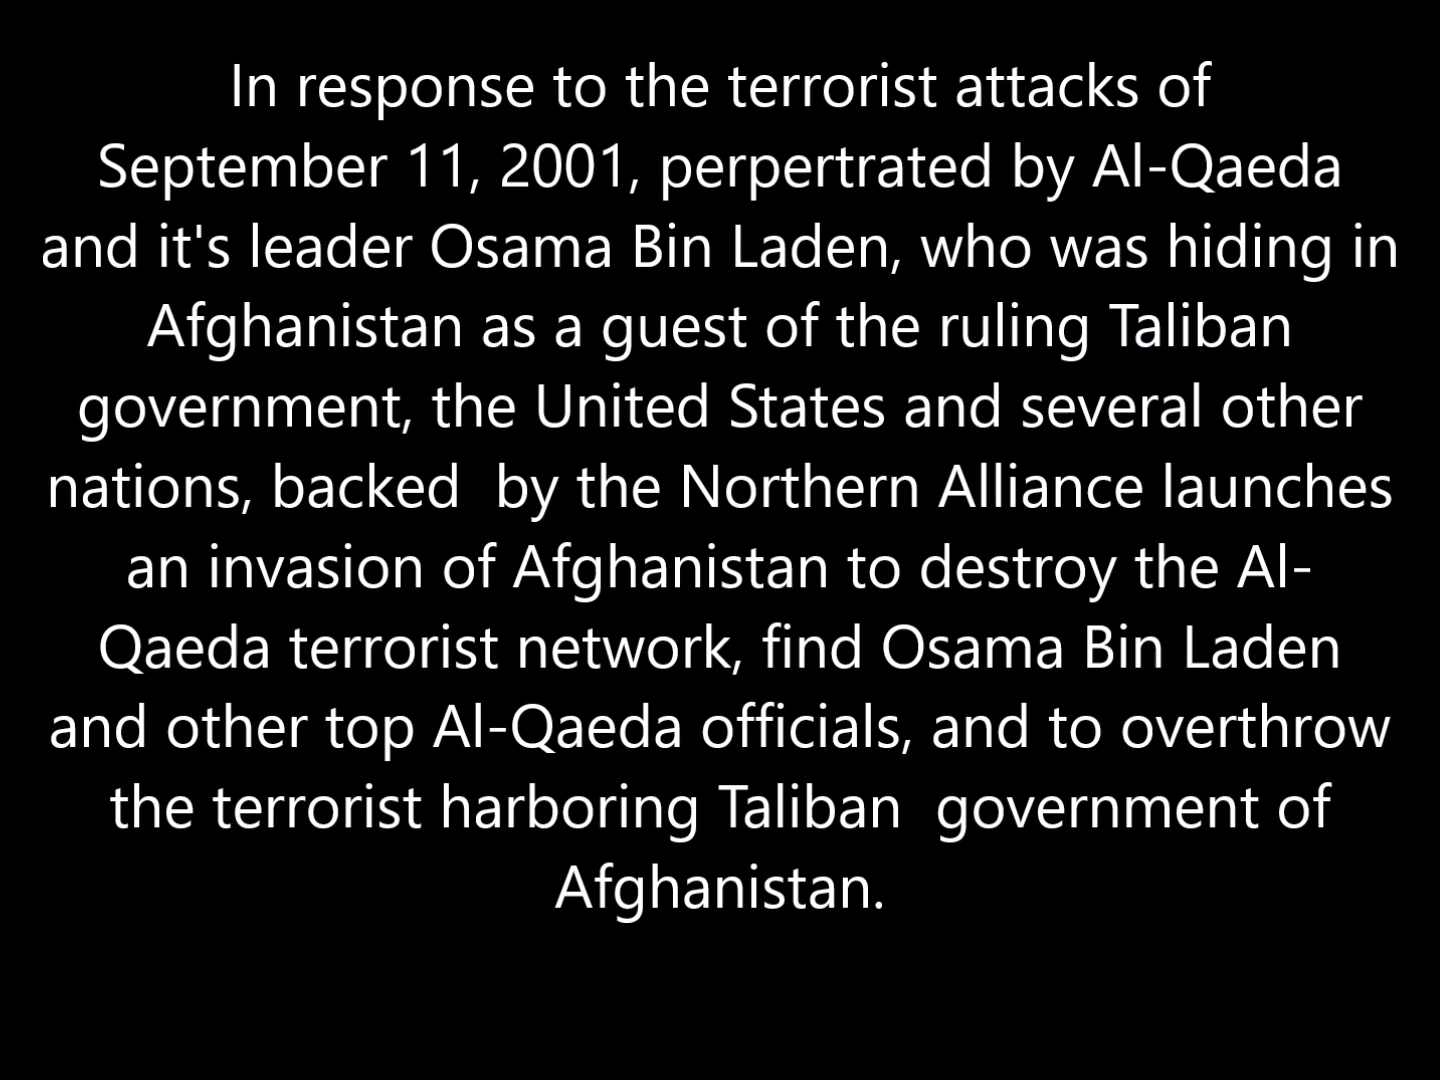 In response to the terrorist attacks of
September 11, 2001, perpertrated by Al-Qaeda
and it's leader Osama Bin Laden, who was hiding in
Afghanistan as a guest of the ruling Taliban
government, the United States and several other
nations, backed  by the Northern Alliance launches
an invasion of Afghanistan to destroy the Al-
Qaeda terrorist network, find Osama Bin Laden
and other top Al-Qaeda officials, and to overthrow
the terrorist harboring Taliban  government of
Afghanistan.